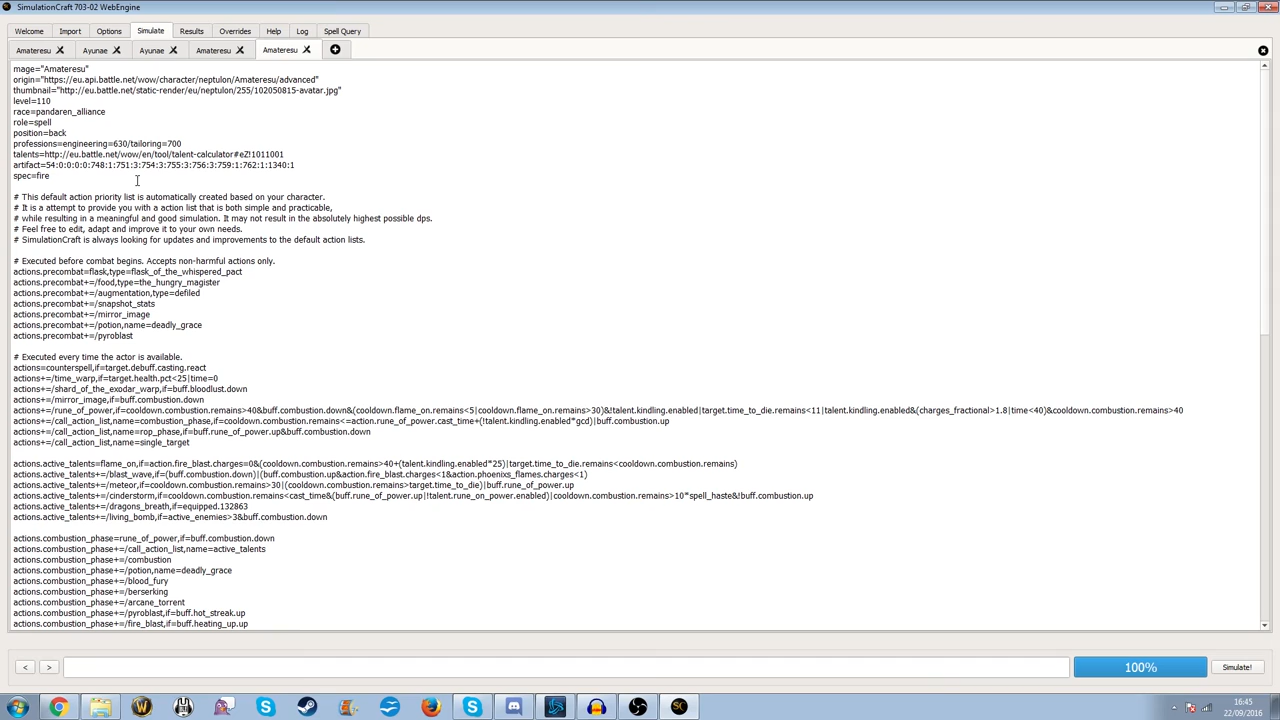 SimulationCraft 703-02 WebEngine
Welcome Import Options Simulate Results Overrides Help Log Spell Query
Amateresu Ayunae Ayunae Amateresu Amateresu
mage="Amateresu"
origin="https://eu.api.battle.net/wow/character/neptulon/Amateresu/advanced"
thumbnail="http://eu.battle.net/static-render/eu/neptulon/255/102050815-avatar.jpg"
level=110
race=pandaren_alliance
role=spell
position=back
professions=engineering=630/tailoring=700
talents=http://eu.battle.net/wow/en/tool/talent-calculator#eZ!1011001
artifact=54:0:0:0:0:748:1:751:3:754:3:755:3:756:3:759:1:762:1:1340:1
spec=fire
# This default action priority list is automatically created based on your character.
# It is a attempt to provide you with a action list that is both simple and practicable,
# while resulting in a meaningful and good simulation. It may not result in the absolutely highest possible dps.
# Feel free to edit, adapt and improve it to your own needs.
# SimulationCraft is always looking for updates and improvements to the default action lists.
# Executed before combat begins. Accepts non-harmful actions only.
actions.precombat=flask,type=flask_of_the_whispered_pact
actions.precombat+=/food,type=the_hungry_magister
actions.precombat+=/augmentation,type=defiled
actions.precombat+=/snapshot_stats
actions.precombat+=/mirror_image
actions.precombat+=/potion,name=deadly_grace
actions.precombat+=/pyroblast
# Executed every time the actor is available.
actions=counterspell,if=target.debuff.casting.react
actions+=/time_warp,if=target.health.pct<25|time=0
actions+=/shard_of_the_exodar_warp,if=buff.bloodlust.down
actions+=/mirror_image,if=buff.combustion.down
actions+=/rune_of_power,if=cooldown.combustion.remains>40&buff.combustion.down&(cooldown.flame_on.remains<5|cooldown.flame_on.remains>30)&!talent.kindling.enabled|target.time_to_die.remains<11|talent.kindling.enabled&(charges_fractional>1.8|time<40)&cooldown.combustion.remains>40
actions+=/call_action_list,name=combustion_phase,if=cooldown.combustion.remains<=action.rune_of_power.cast_time+(!talent.kindling.enabled*gcd)|buff.combustion.up
actions+=/call_action_list,name=rop_phase,if=buff.rune_of_power.up&buff.combustion.down
actions+=/call_action_list,name=single_target
actions.active_talents=flame_on,if=action.fire_blast.charges=0&(cooldown.combustion.remains>40+(talent.kindling.enabled*25)|target.time_to_die.remains<cooldown.combustion.remains)
actions.active_talents+=/blast_wave,if=(buff.combustion.down)|(buff.combustion.up&action.fire_blast.charges<1&action.phoenixs_flames.charges<1)
actions.active_talents+=/meteor,if=cooldown.combustion.remains>30|(cooldown.combustion.remains>target.time_to_die)|buff.rune_of_power.up
actions.active_talents+=/cinderstorm,if=cooldown.combustion.remains<cast_time&(buff.rune_of_power.up|!talent.rune_on_power.enabled)|cooldown.combustion.remains>10*spell_haste&!buff.combustion.up
actions.active_talents+=/dragons_breath,if=equipped.132863
actions.active_talents+=/living_bomb,if=active_enemies>3&buff.combustion.down
actions.combustion_phase=rune_of_power,if=buff.combustion.down
actions.combustion_phase+=/call_action_list,name=active_talents
actions.combustion_phase+=/combustion
actions.combustion_phase+=/potion,name=deadly_grace
actions.combustion_phase+=/blood_fury
actions.combustion_phase+=/berserking
actions.combustion_phase+=/arcane_torrent
actions.combustion_phase+=/pyroblast,if=buff.hot_streak.up
actions.combustion_phase+=/fire_blast,if=buff.heating_up.up
< > 100% Simulate!
16:45
22/09/2016